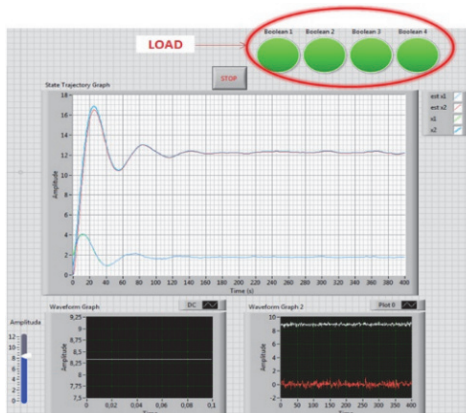 Boolean 1 Boolean 2 Boolean 3 Boolean 4
LOAD
STOP
State Trajectory Graph
est x1
est x2
x1
x2
18
16
14
12
10
8
6
4
2
0
Amplitude
0 20 40 60 80 100 120 140 160 180 200 220 240 260 280 300 320 340 360 380 400
Time (s)
Amplitude
12
10
8
6
4
2
0
Waveform Graph
DC
9,25
9
8,75
8,5
8,25
8
7,75
7,5
Amplitude
0 0,02 0,04 0,06 0,08 0,1
Waveform Graph 2
Plot 0
10
8
6
4
2
0
-2
Amplitude
0 50 100 150 200 250 300 350 400